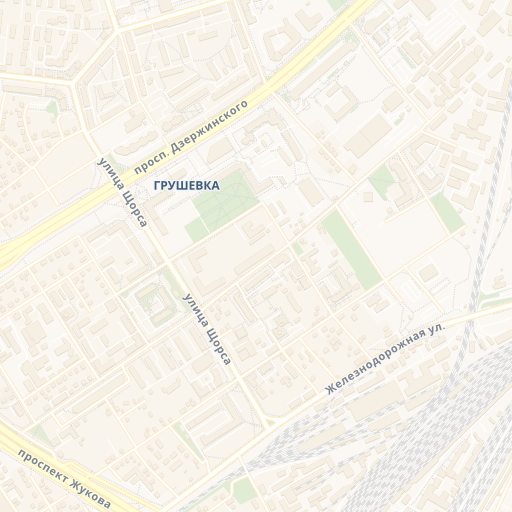 просп. Дзержинского
улица Щорса
ГРУШЕВКА
улица Щорса
Железнодорожная ул.
проспект Жукова